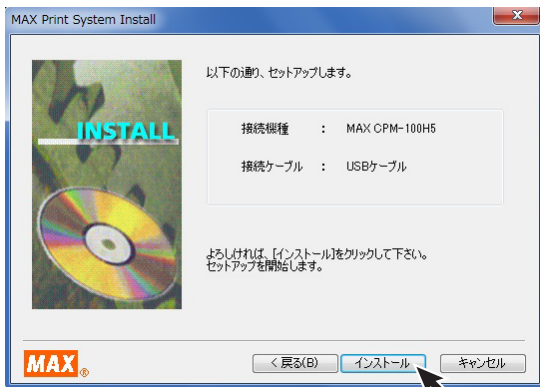 MAX Print System Install
以下の通り、セットアップします。
INSTALL
接続機種 : MAX CPM-100H5
接続ケーブル : USBケーブル
よろしければ、[インストール]をクリックして下さい。
セットアップを開始します。
MAX®
< 戻る(B) インストール キャンセル